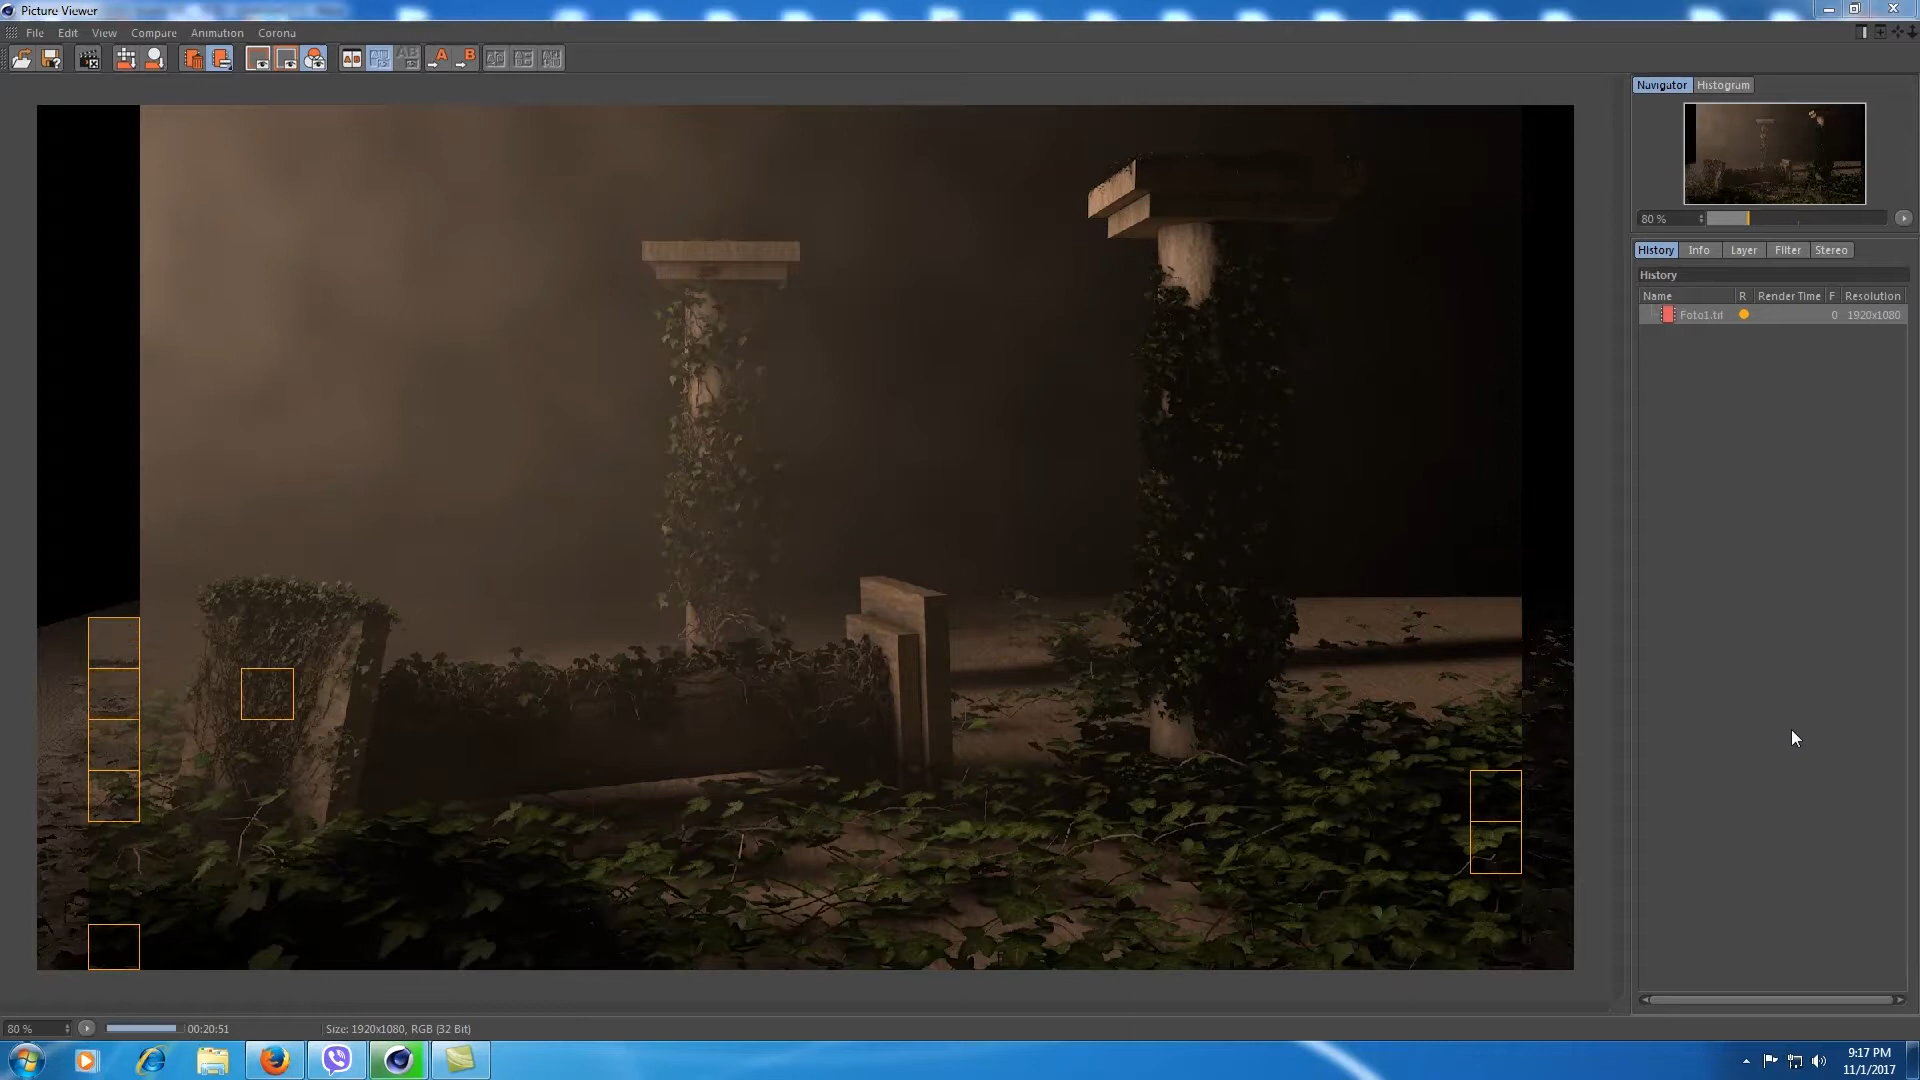 Picture Viewer
File Edit View Compare Animation Corona
A B
Navigator Histogram
80 %
History Info Layer Filter Stereo
History
Name R Render Time F Resolution
Foto1.tif 0 1920x1080
80 % 00:20:51 Size: 1920x1080, RGB (32 Bit)
9:17 PM
11/1/2017